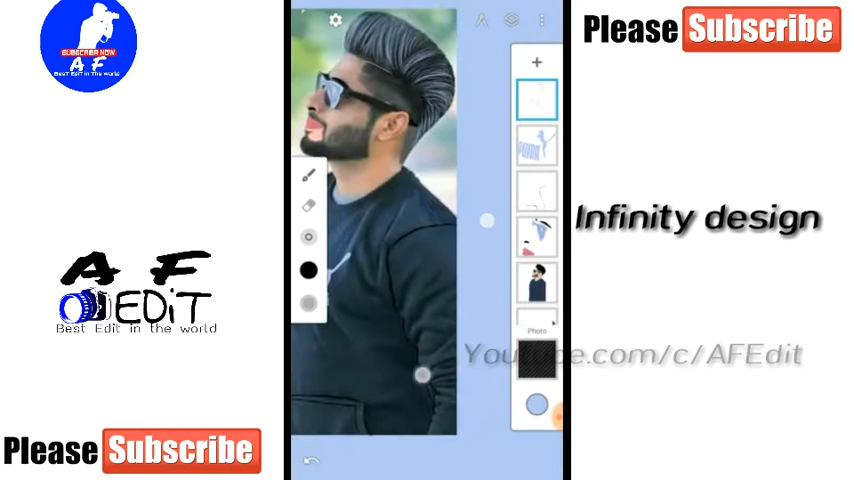 SUBSCRIBE NOW
A F
BesT EdiT in The world
A F
EDiT
Best Edit in the world
Please Subscribe
PUMA
Photo
Please Subscribe
Infinity design
Youtube.com/c/AFEdit